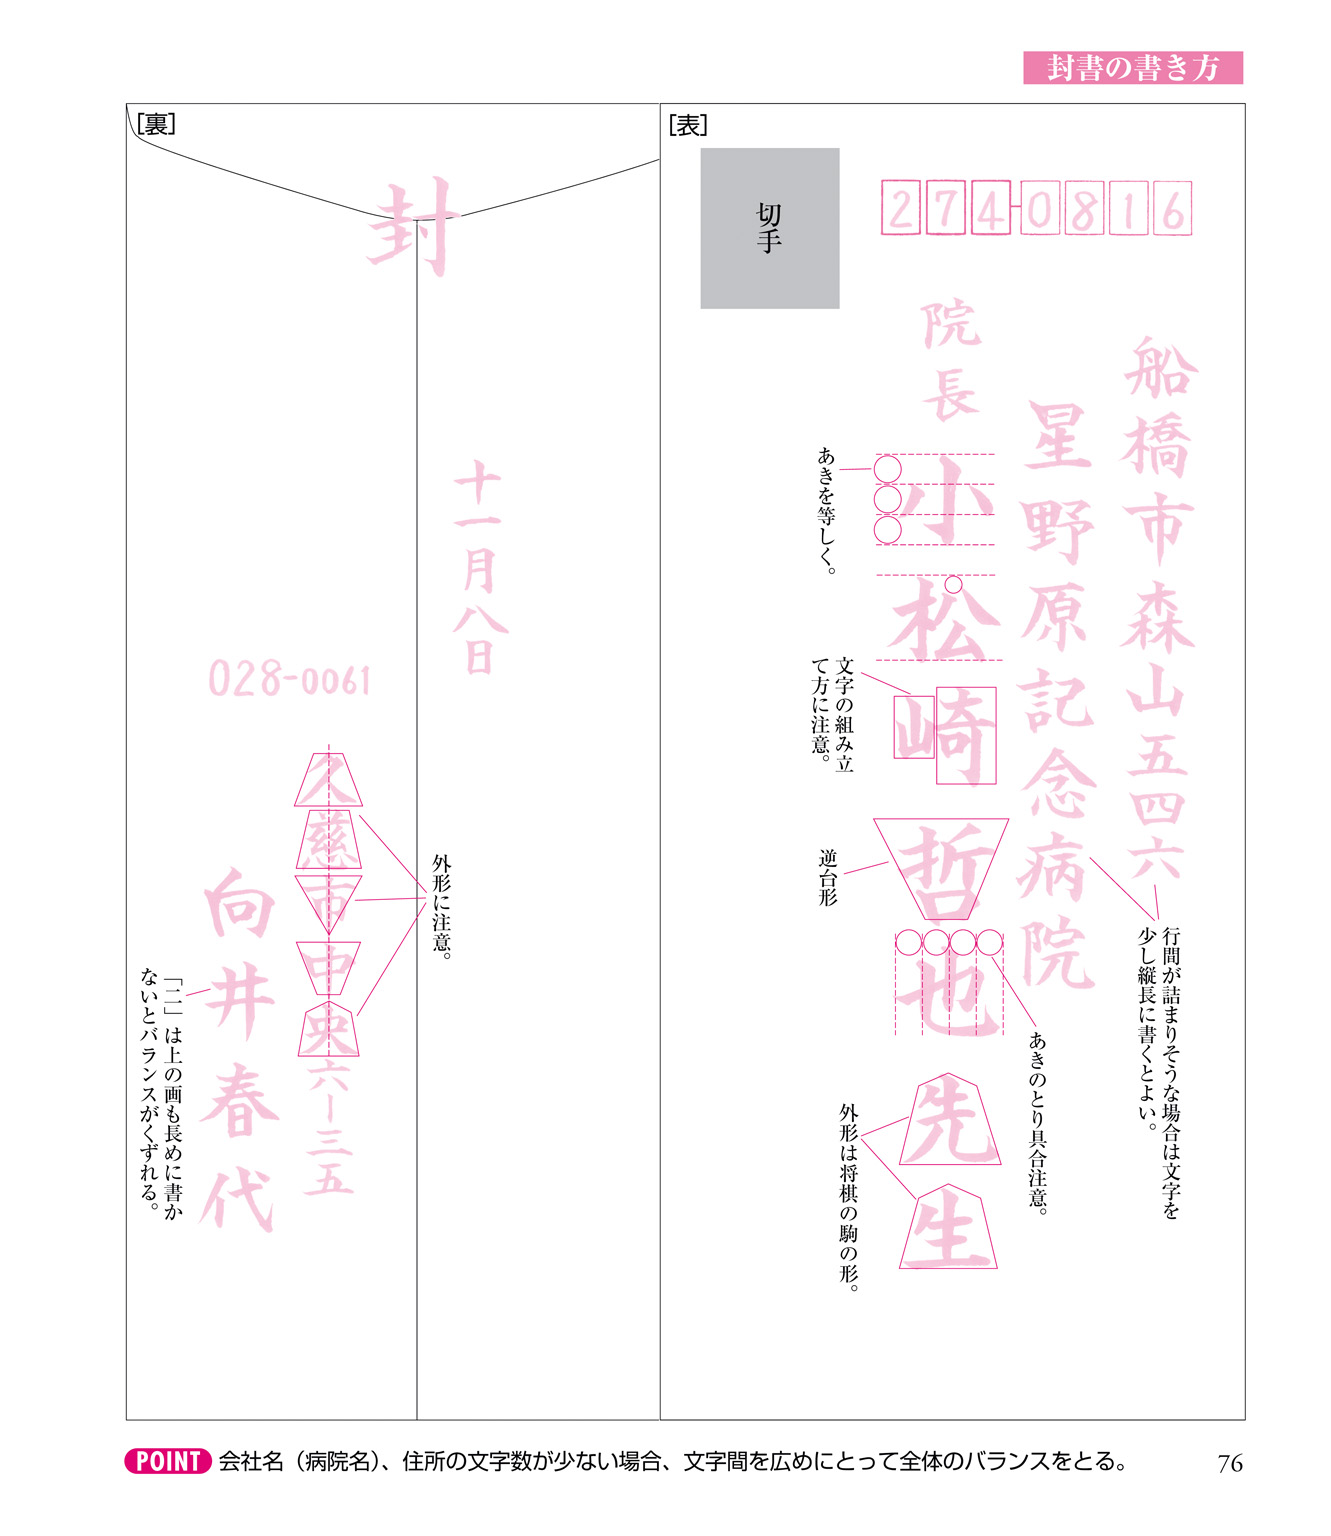 封書の書き方
[表]
切手
274-0816
船橋市森山五四六
星野原記念病院
院長 小松崎哲也先生
行間が詰まりそうな場合は文字を
少し縦長に書くとよい。
あきを等しく。
文字の組み立
て方に注意。
逆台形
あきのとり具合注意。
外形は将棋の駒の形。
[裏]
封
十一月八日
028-0061
久慈市中央六ー三五
向井春代
外形に注意。
「二」は上の画も長めに書か
ないとバランスがくずれる。
POINT 会社名（病院名）、住所の文字数が少ない場合、文字間を広めにとって全体のバランスをとる。
76